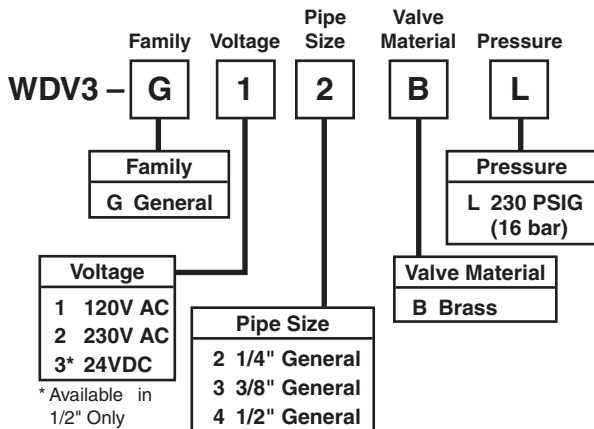 Family Voltage Pipe Size Valve Material Pressure
WDV3 – G 1 2 B L
Family
G General
Pressure
L 230 PSIG
(16 bar)
Voltage
1 120V AC
2 230V AC
3* 24VDC
* Available in
1/2" Only
Valve Material
B Brass
Pipe Size
2 1/4" General
3 3/8" General
4 1/2" General